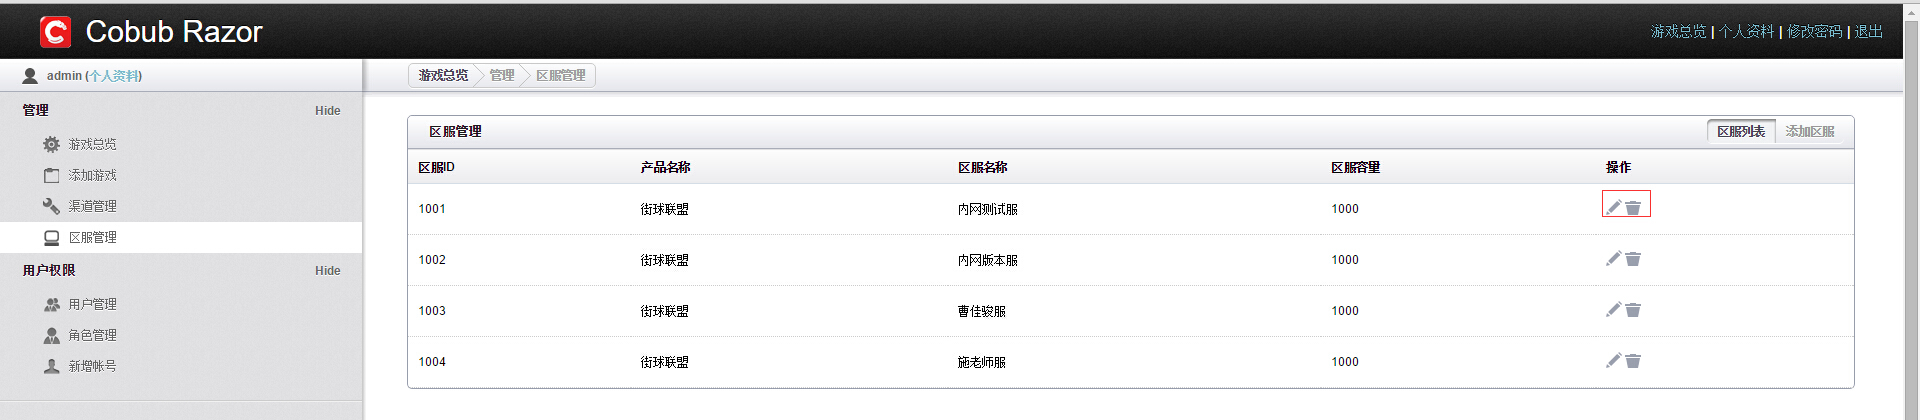 Cobub Razor
游戏总览 | 个人资料 | 修改密码 | 退出
admin (个人资料)
游戏总览 管理 区服管理
管理 Hide
游戏总览
添加游戏
渠道管理
区服管理
用户权限 Hide
用户管理
角色管理
新增帐号
区服管理 区服列表 添加区服
区服ID 产品名称 区服名称 区服容量 操作
1001 街球联盟 内网测试服 1000
1002 街球联盟 内网版本服 1000
1003 街球联盟 曹佳骏服 1000
1004 街球联盟 施老师服 1000